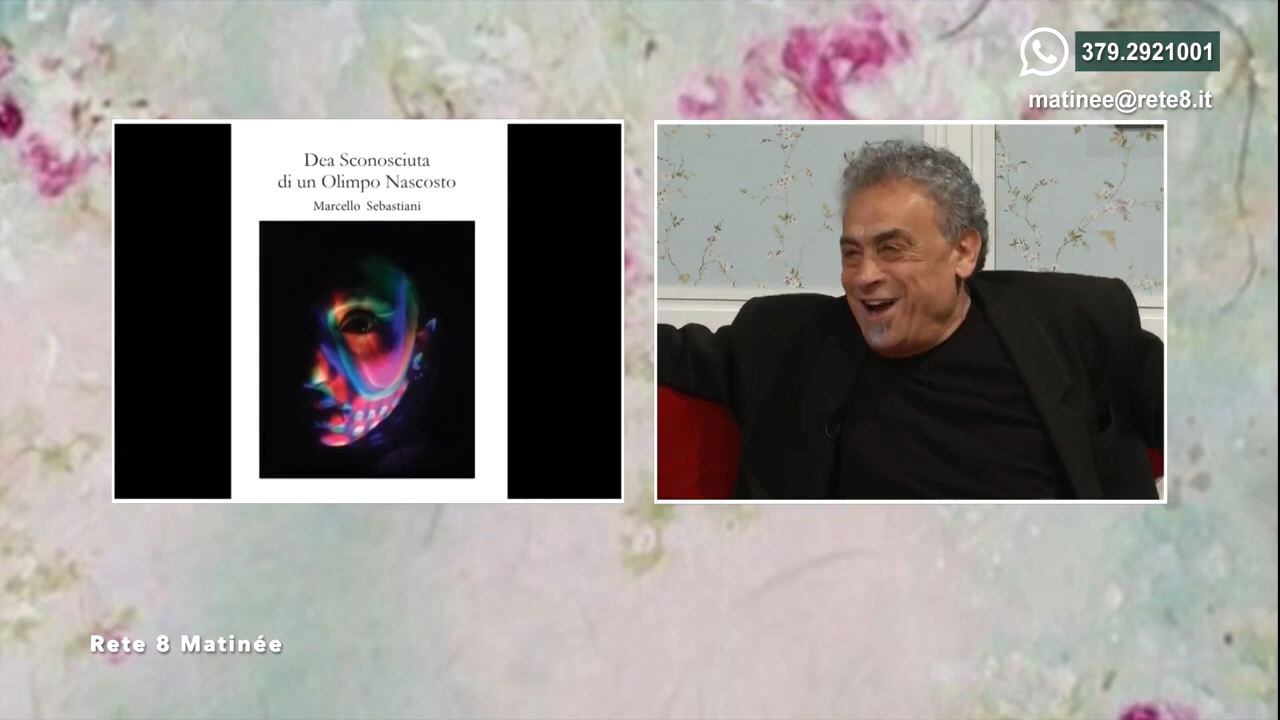 379.2921001
matinee@rete8.it
Dea Sconosciuta
di un Olimpo Nascosto
Marcello Sebastiani
Rete 8 Matinée